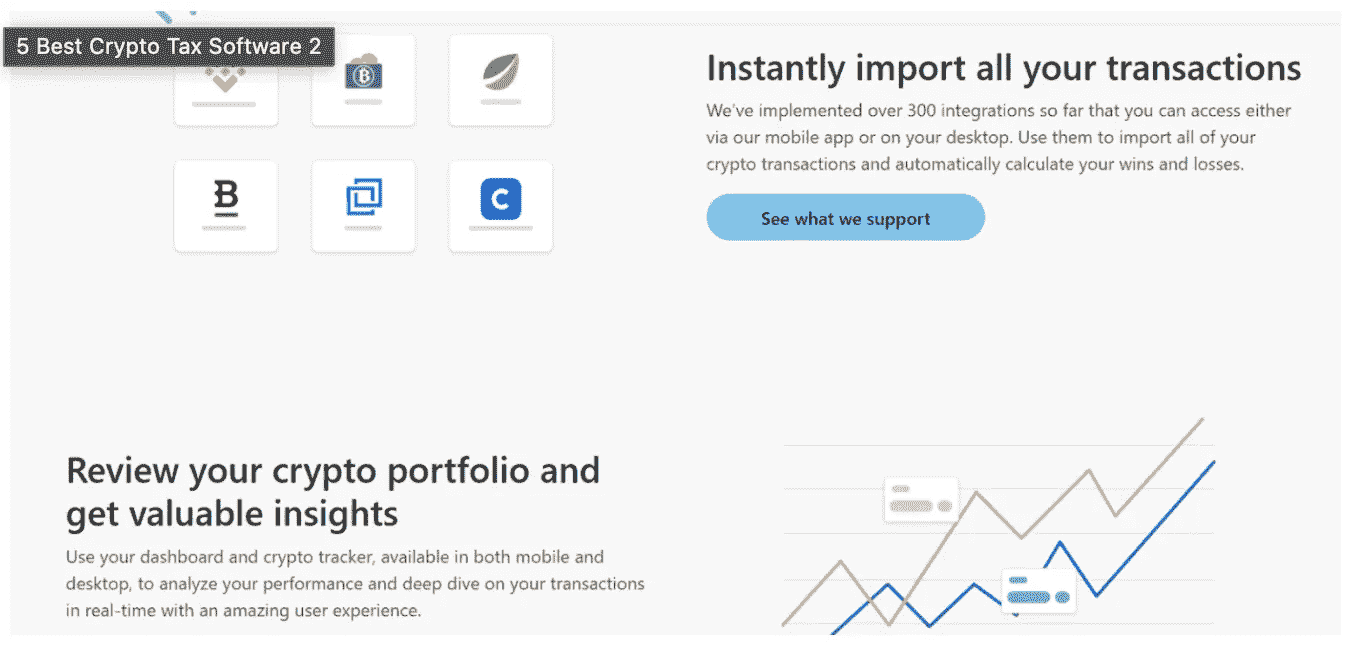 5 Best Crypto Tax Software 2
Instantly import all your transactions
We've implemented over 300 integrations so far that you can access either
via our mobile app or on your desktop. Use them to import all of your
crypto transactions and automatically calculate your wins and losses.
See what we support
Review your crypto portfolio and
get valuable insights
Use your dashboard and crypto tracker, available in both mobile and
desktop, to analyze your performance and deep dive on your transactions
in real-time with an amazing user experience.